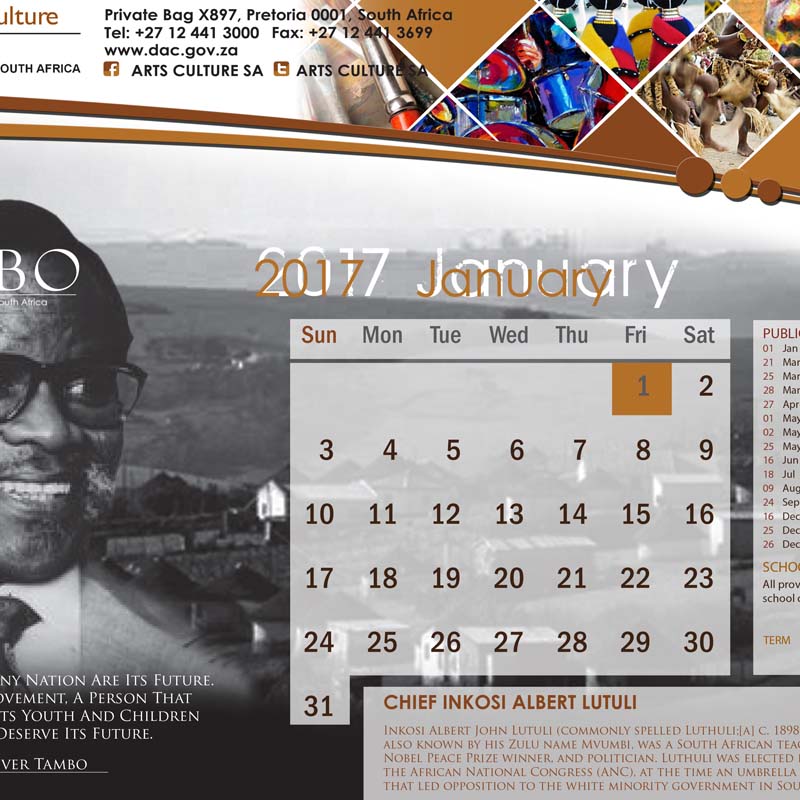 ulture
OUTH AFRICA
Private Bag X897, Pretoria 0001, South Africa
Tel: +27 12 441 3000 Fax: +27 12 441 3699
www.dac.gov.za
ARTS CULTURE SA ARTS CULTURE SA
BO
outh Africa
2017 January
2017 January
Sun Mon Tue Wed Thu Fri Sat
1 2
3 4 5 6 7 8 9
10 11 12 13 14 15 16
17 18 19 20 21 22 23
24 25 26 27 28 29 30
31
PUBLIC
01 Jan
21 Mar
25 Mar
28 Mar
27 Apr
01 May
02 May
25 May
16 Jun
18 Jul
09 Aug
24 Sep
16 Dec
25 Dec
26 Dec
SCHOO
All prov
school c
TERM
NY NATION ARE ITS FUTURE.
OVEMENT, A PERSON THAT
TS YOUTH AND CHILDREN
DESERVE ITS FUTURE.
VER TAMBO
CHIEF INKOSI ALBERT LUTULI
INKOSI ALBERT JOHN LUTULI (COMMONLY SPELLED LUTHULI;[A] C. 1898
ALSO KNOWN BY HIS ZULU NAME MVUMBI, WAS A SOUTH AFRICAN TEAC
NOBEL PEACE PRIZE WINNER, AND POLITICIAN. LUTHULI WAS ELECTED
THE AFRICAN NATIONAL CONGRESS (ANC), AT THE TIME AN UMBRELLA
THAT LED OPPOSITION TO THE WHITE MINORITY GOVERNMENT IN SOU